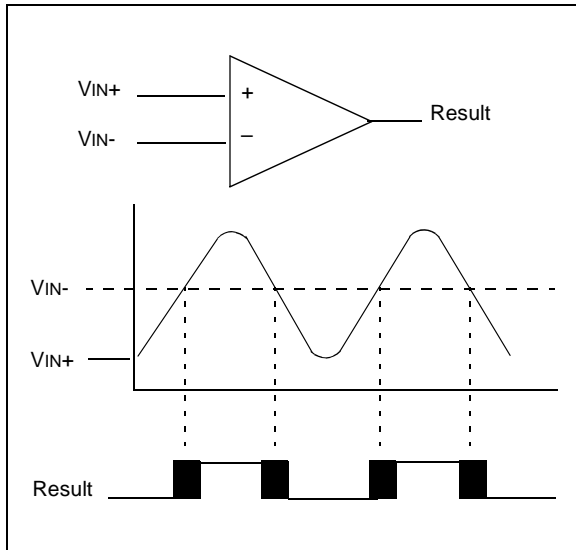 VIN+
+
Result
VIN-
–
VIN-
VIN+
Result